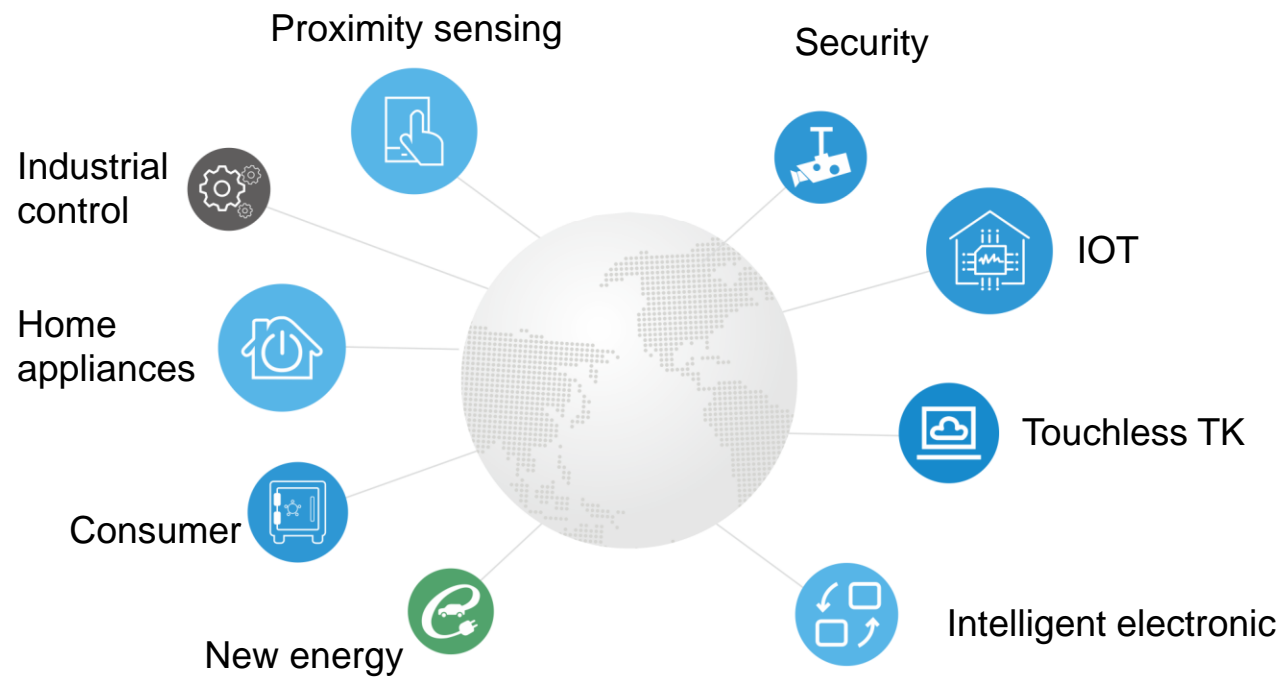 Proximity sensing
Security
Industrial
control
IOT
Home
appliances
Touchless TK
Consumer
Intelligent electronic
New energy